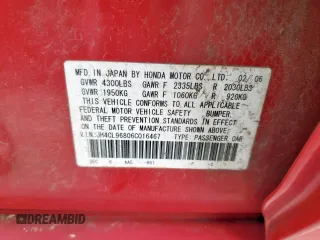 MFD. IN JAPAN BY HONDA MOTOR CO., LTD. 02/06
GVWR 4300LBS GAWR F 2335LBS R 2030LBS
GVWR 1950KG GAWR F 1060KG R 920KG
THIS VEHICLE CONFORMS TO ALL APPLICABLE
FEDERAL MOTOR VEHICLE SAFETY BUMPER,
AND THEFT PREVENTION STANDARDS IN EFFECT
ON THE DATE OF MANUFACTURE SHOWN ABOVE.
V.I.N. JH4CL96806C016467 TYPE: PASSENGER CAR
AUTOBIDMASTER